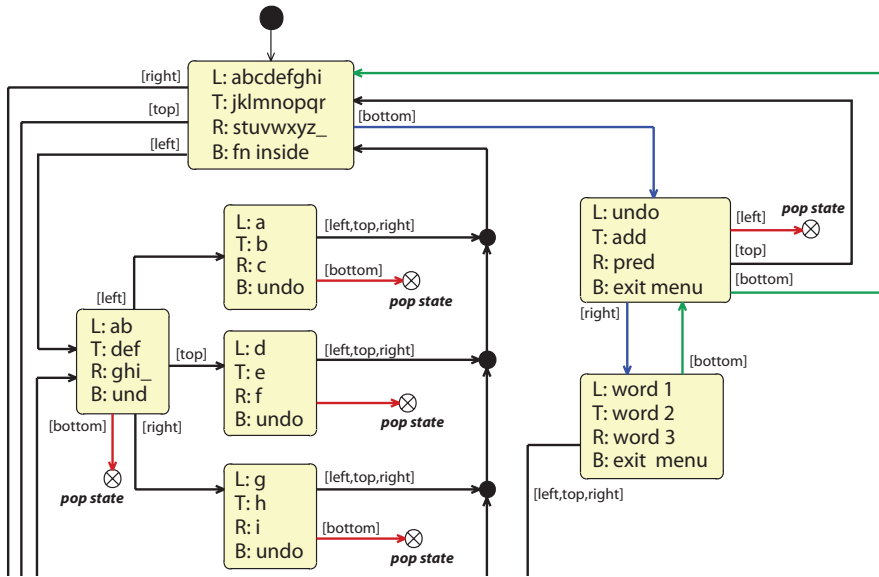 [right]
L: abcdefghi
T: jklmnopqr
R: stuvwxyz_
B: fn inside
[top]
[bottom]
[left]
L: a
T: b
R: c
B: undo
[left,top,right]
[bottom]
pop state
L: undo
T: add
R: pred
B: exit menu
[left]
pop state
[top]
[bottom]
[right]
[left]
L: ab
T: def
R: ghi_
B: und
[top]
[bottom]
[right]
pop state
L: d
T: e
R: f
B: undo
[left,top,right]
pop state
[bottom]
L: word 1
T: word 2
R: word 3
B: exit menu
[left,top,right]
L: g
T: h
R: i
B: undo
[left,top,right]
[bottom]
pop state